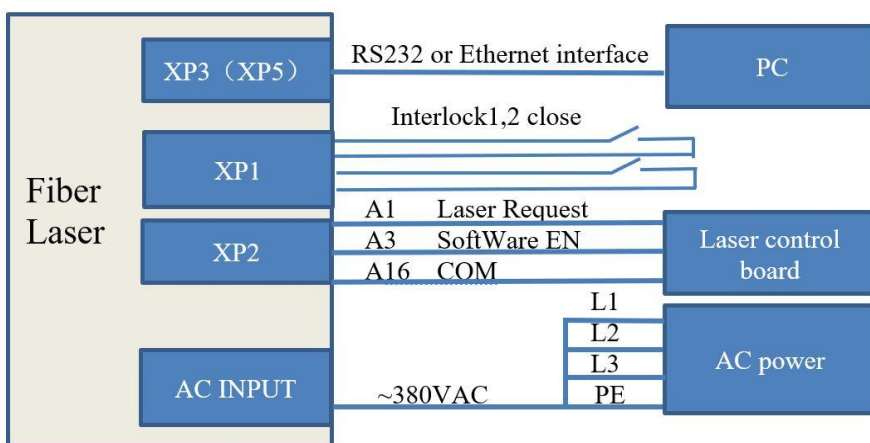 XP3（XP5）
RS232 or Ethernet interface
PC
Interlock1,2 close
XP1
Fiber
Laser
A1 Laser Request
XP2
A3 SoftWare EN
A16 COM
Laser control
board
L1
L2
L3
PE
AC power
AC INPUT
~380VAC